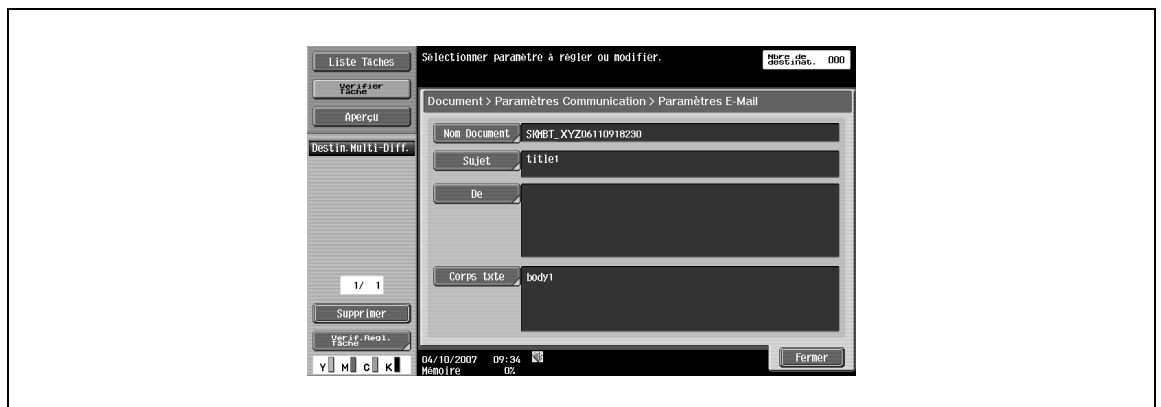 Liste Tâches
Vérifier
Tâche
Aperçu
Destin.Multi-Diff.
1/ 1
Supprimer
Vérif.Régl.
Tâche
Y M C K
Sélectionner paramètre à régler ou modifier.
Nbre de
destinat. 000
Document > Paramètres Communication > Paramètres E-Mail
Nom Document SKMBT_XYZ06110918230
Sujet title1
De
Corps txte body1
04/10/2007 09:34
Mémoire 0%
Fermer